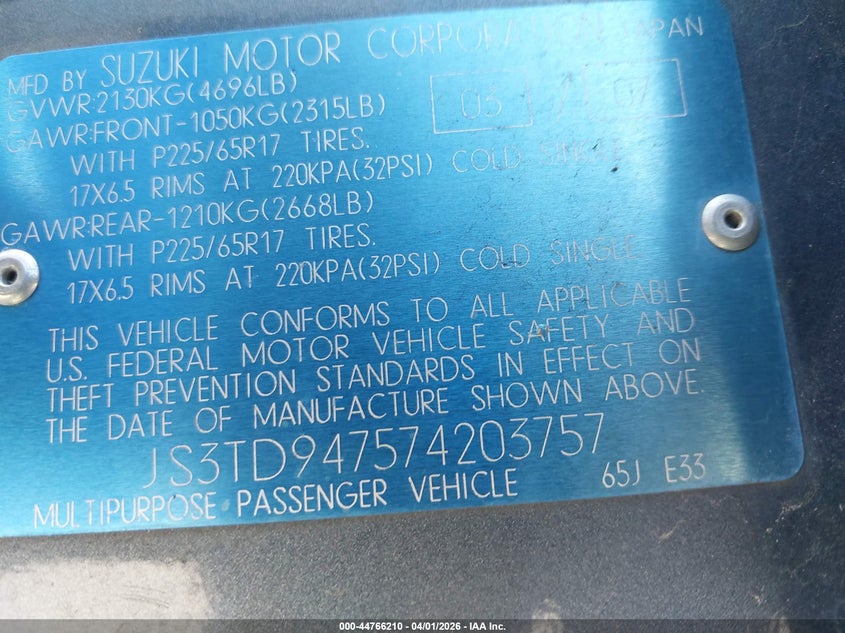 MFD BY SUZUKI MOTOR CORPORATION JAPAN
GVWR:2130KG(4696LB) 03 / 07
GAWR:FRONT-1050KG(2315LB)
WITH P225/65R17 TIRES.
17X6.5 RIMS AT 220KPA(32PSI) COLD SINGLE
GAWR:REAR-1210KG(2668LB)
WITH P225/65R17 TIRES.
17X6.5 RIMS AT 220KPA(32PSI) COLD SINGLE
THIS VEHICLE CONFORMS TO ALL APPLICABLE
U.S. FEDERAL MOTOR VEHICLE SAFETY AND
THEFT PREVENTION STANDARDS IN EFFECT ON
THE DATE OF MANUFACTURE SHOWN ABOVE.
JS3TD947574203757
MULTIPURPOSE PASSENGER VEHICLE 65J E33
000-44766210 - 04/01/2026 - IAA Inc.